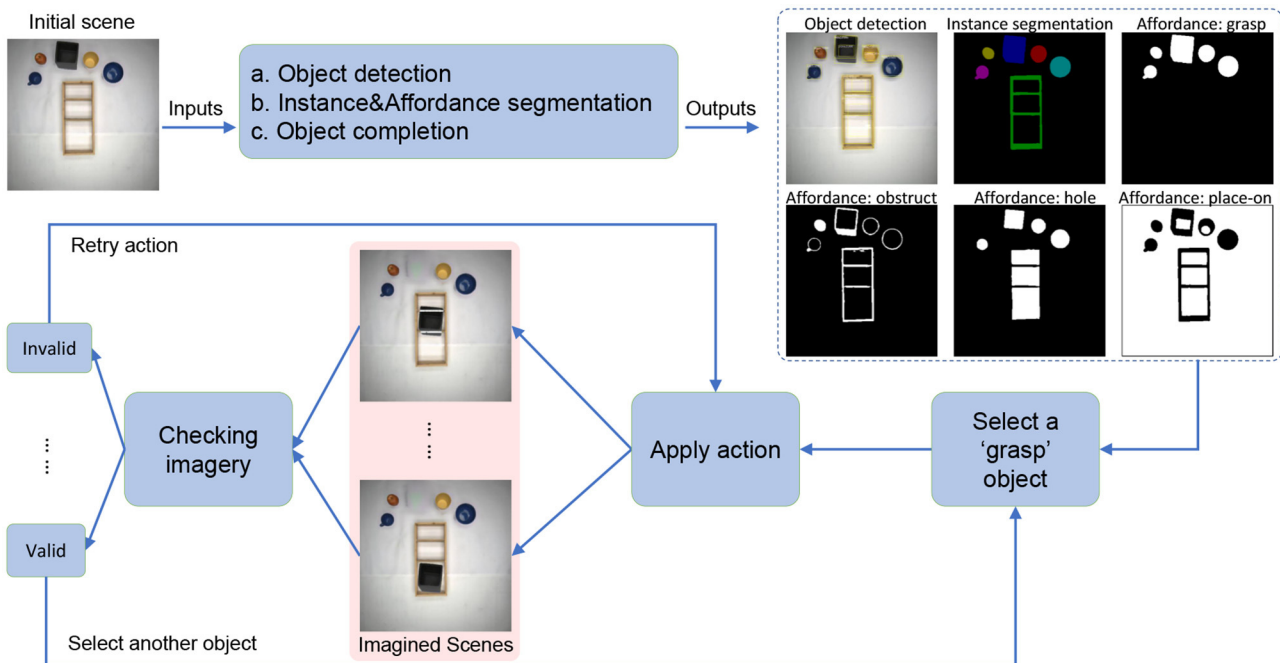 Initial scene
Inputs
a. Object detection
b. Instance&Affordance segmentation
c. Object completion
Outputs
Object detection
Instance segmentation
Affordance: grasp
Affordance: obstruct
Affordance: hole
Affordance: place-on
Retry action
Invalid
......
Valid
Checking
imagery
......
Imagined Scenes
Apply action
Select a
‘grasp’
object
Select another object